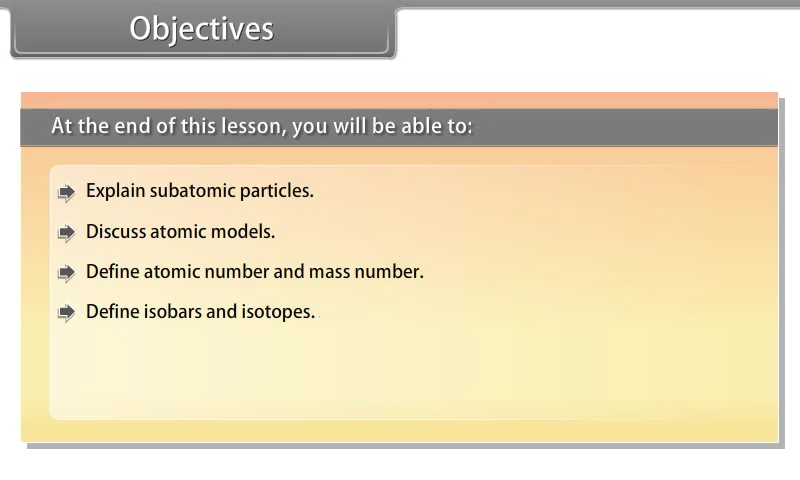 Objectives
At the end of this lesson, you will be able to:
Explain subatomic particles.
Discuss atomic models.
Define atomic number and mass number.
Define isobars and isotopes.